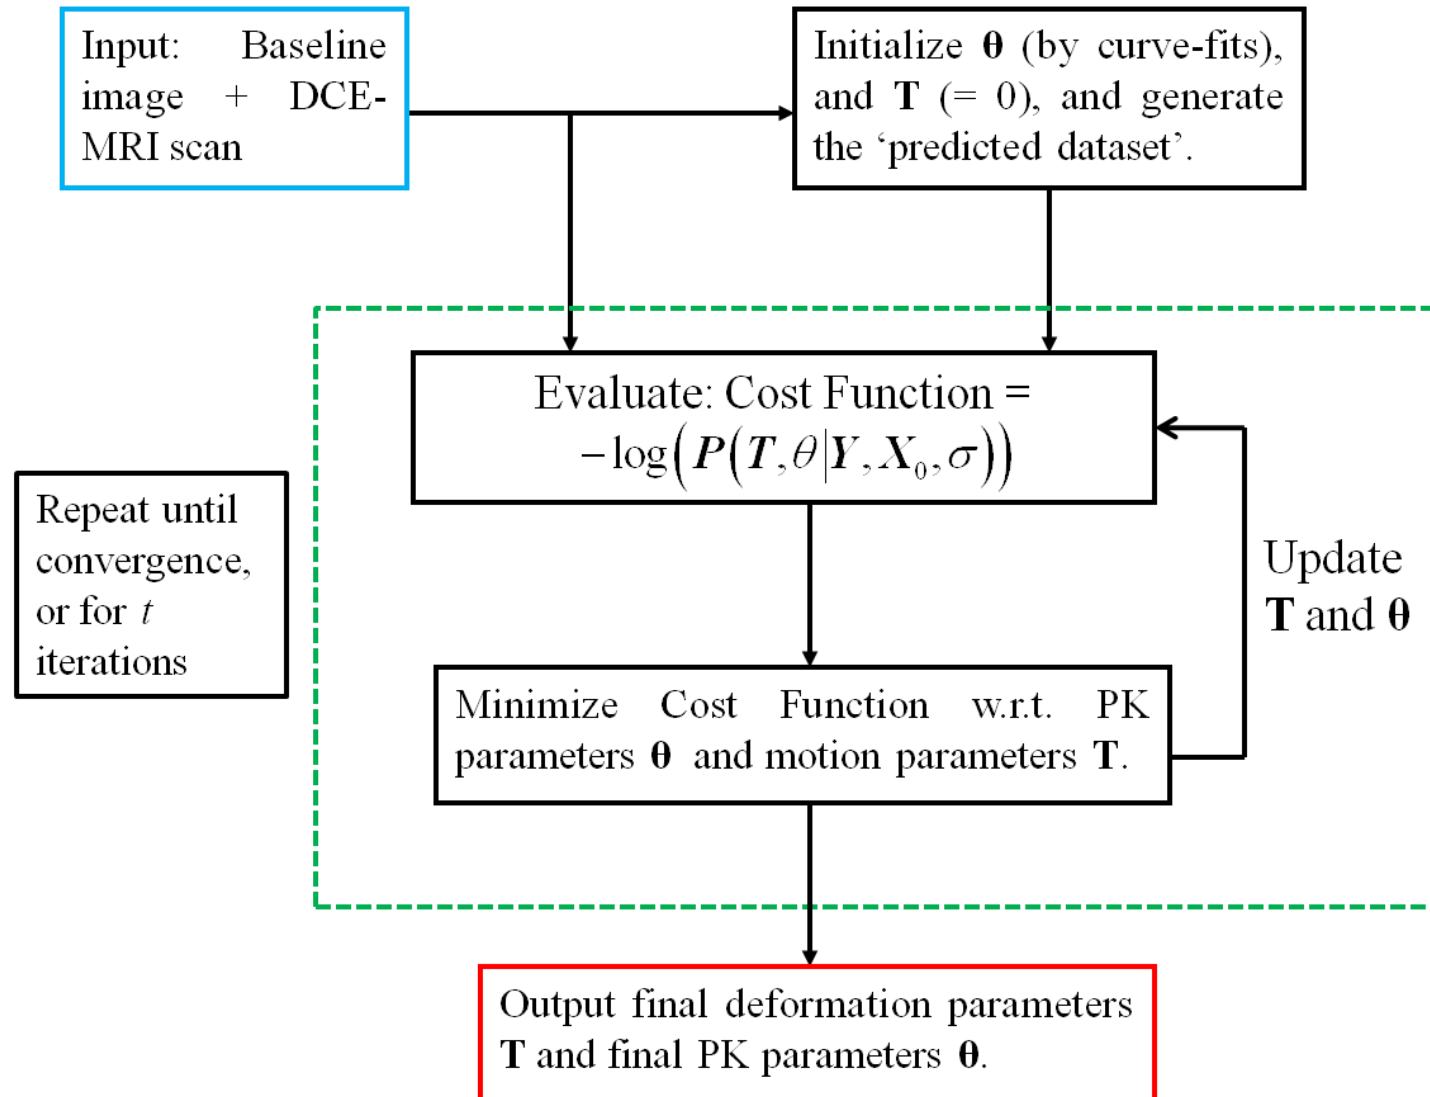 Input: Baseline
image + DCE-
MRI scan
Initialize θ (by curve-fits),
and T (= 0), and generate
the ‘predicted dataset’.
Evaluate: Cost Function =
−log(P(T,θ|Y,X₀,σ))
Repeat until
convergence,
or for t
iterations
Update
T and θ
Minimize Cost Function w.r.t. PK
parameters θ and motion parameters T.
Output final deformation parameters
T and final PK parameters θ.